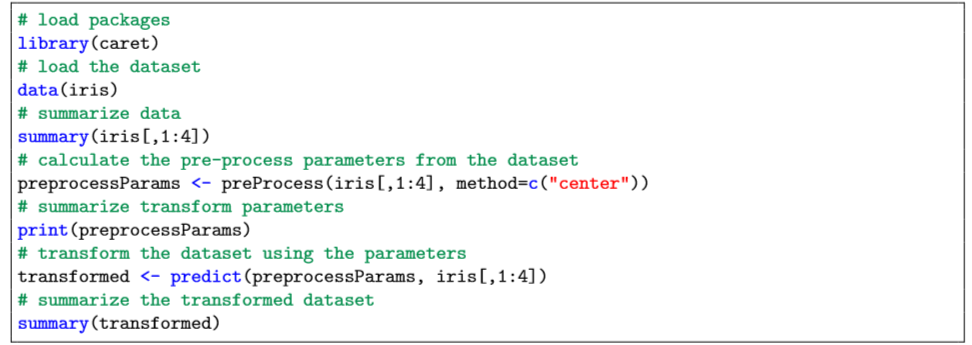 # load packages
library(caret)
# load the dataset
data(iris)
# summarize data
summary(iris[,1:4])
# calculate the pre-process parameters from the dataset
preprocessParams <- preProcess(iris[,1:4], method=c("center"))
# summarize transform parameters
print(preprocessParams)
# transform the dataset using the parameters
transformed <- predict(preprocessParams, iris[,1:4])
# summarize the transformed dataset
summary(transformed)